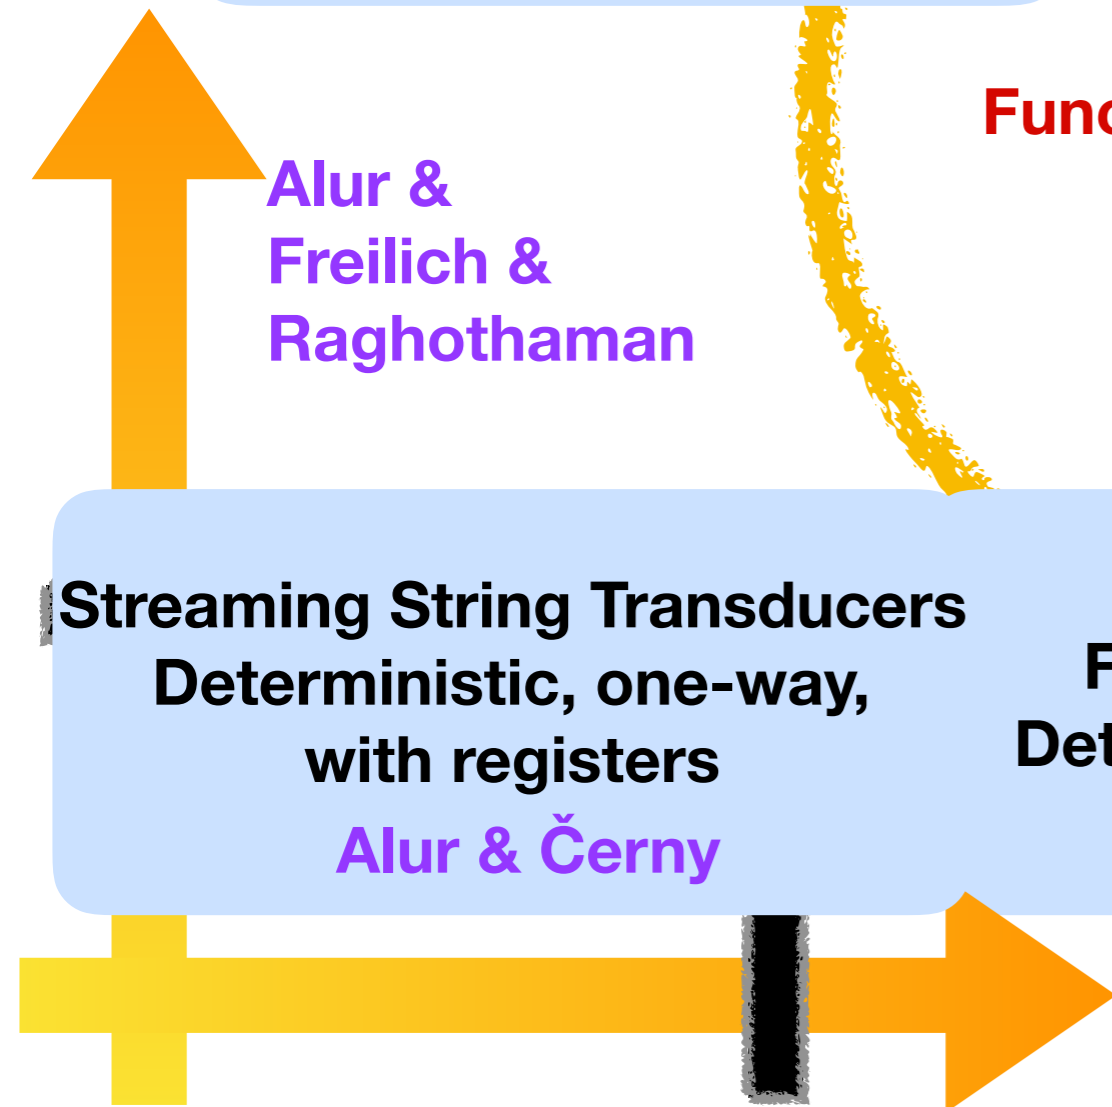 Alur &
Freilich &
Raghothaman
Streaming String Transducers
Deterministic, one-way,
with registers
Alur & Černy